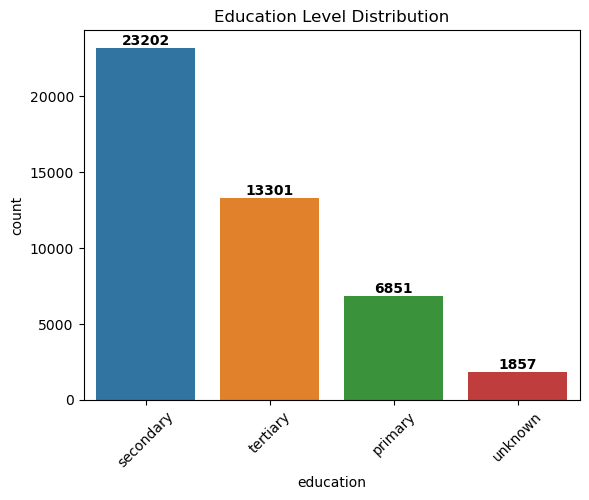 Education Level Distribution
23202
13301
6851
1857
20000
15000
10000
5000
0
count
secondary
tertiary
primary
unknown
education